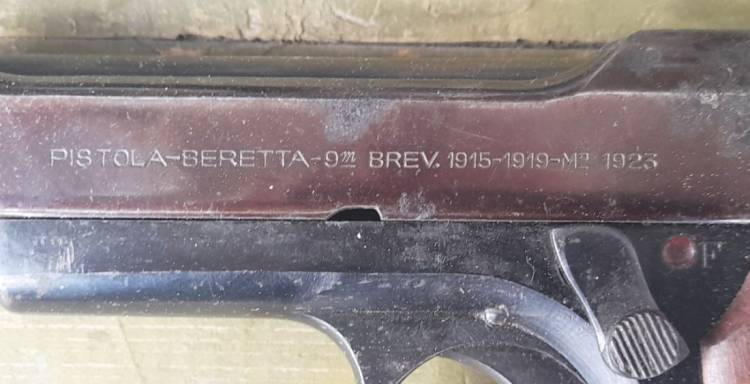 PISTOLA-BERETTA-9ᵐ̲ BREV. 1915-1919-Mº 1923
F